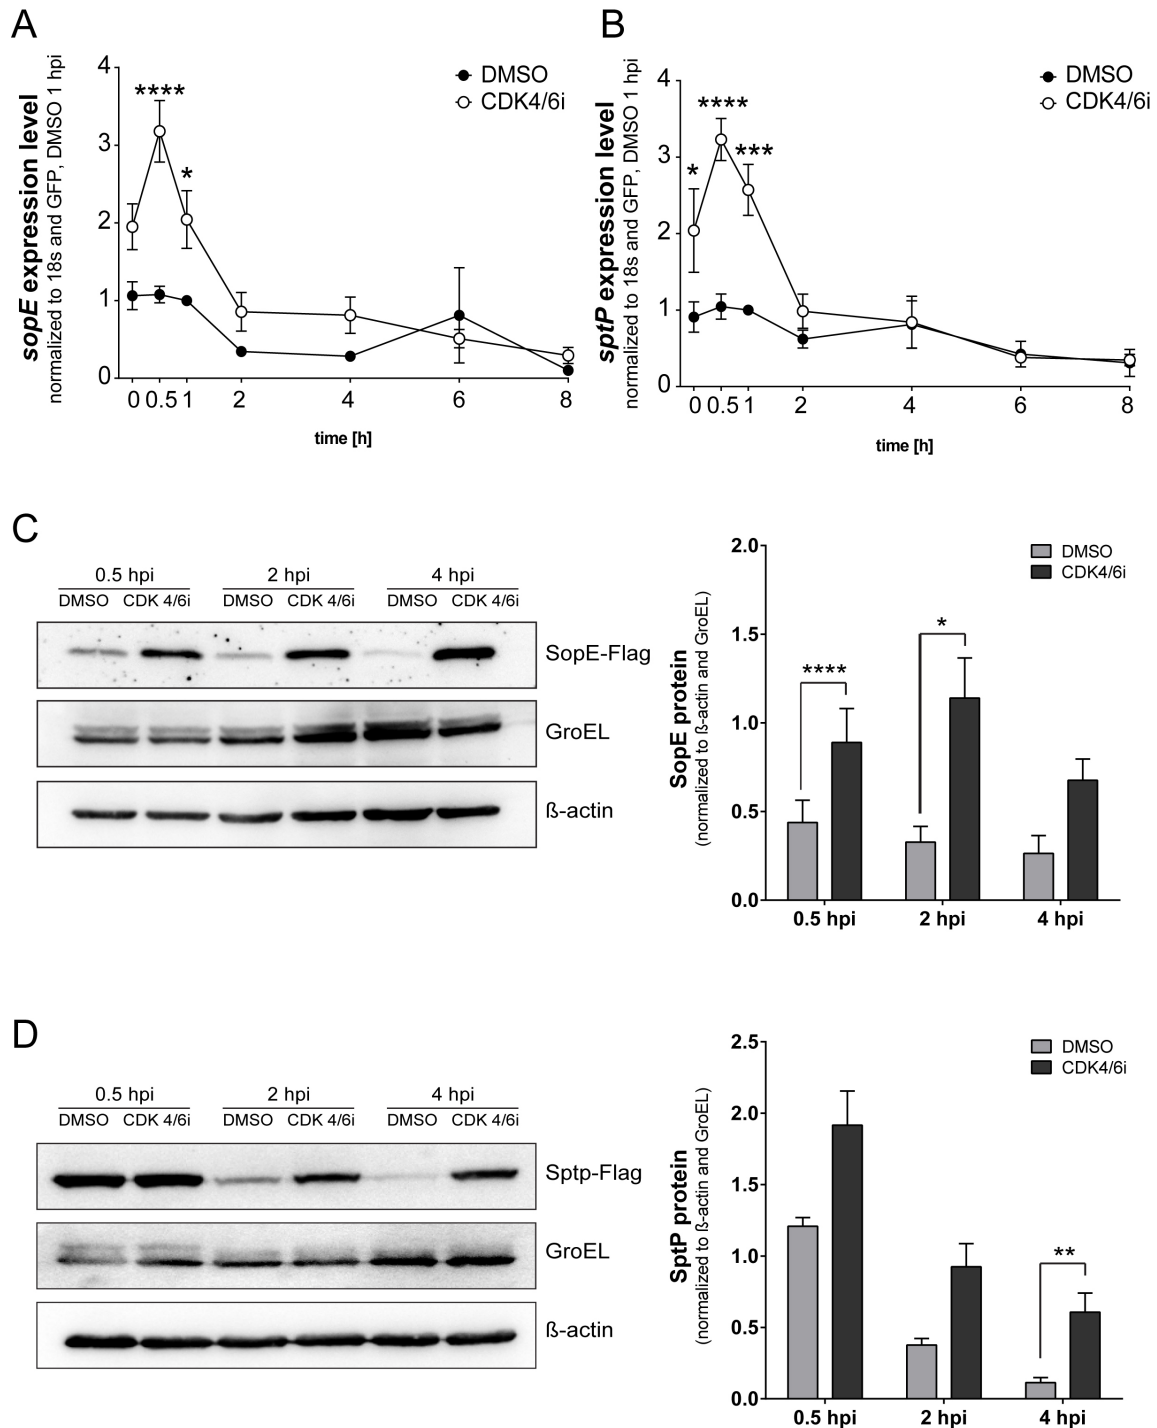 A
sopE expression level
normalized to 18s and GFP, DMSO 1 hpi
4
3
2
1
0
****
*
DMSO
CDK4/6i
0 0.5 1 2 4 6 8
time [h]
B
sptP expression level
normalized to 18s and GFP, DMSO 1 hpi
4
3
2
1
0
*
****
***
DMSO
CDK4/6i
0 0.5 1 2 4 6 8
time [h]
C
0.5 hpi 2 hpi 4 hpi
DMSO CDK 4/6i DMSO CDK 4/6i DMSO CDK 4/6i
SopE-Flag
GroEL
ß-actin
SopE protein
(normalized to ß-actin and GroEL)
2.0
1.5
1.0
0.5
0.0
****
*
DMSO
CDK4/6i
0.5 hpi 2 hpi 4 hpi
D
0.5 hpi 2 hpi 4 hpi
DMSO CDK 4/6i DMSO CDK 4/6i DMSO CDK 4/6i
Sptp-Flag
GroEL
ß-actin
SptP protein
(normalized to ß-actin and GroEL)
2.5
2.0
1.5
1.0
0.5
0.0
**
DMSO
CDK4/6i
0.5 hpi 2 hpi 4 hpi